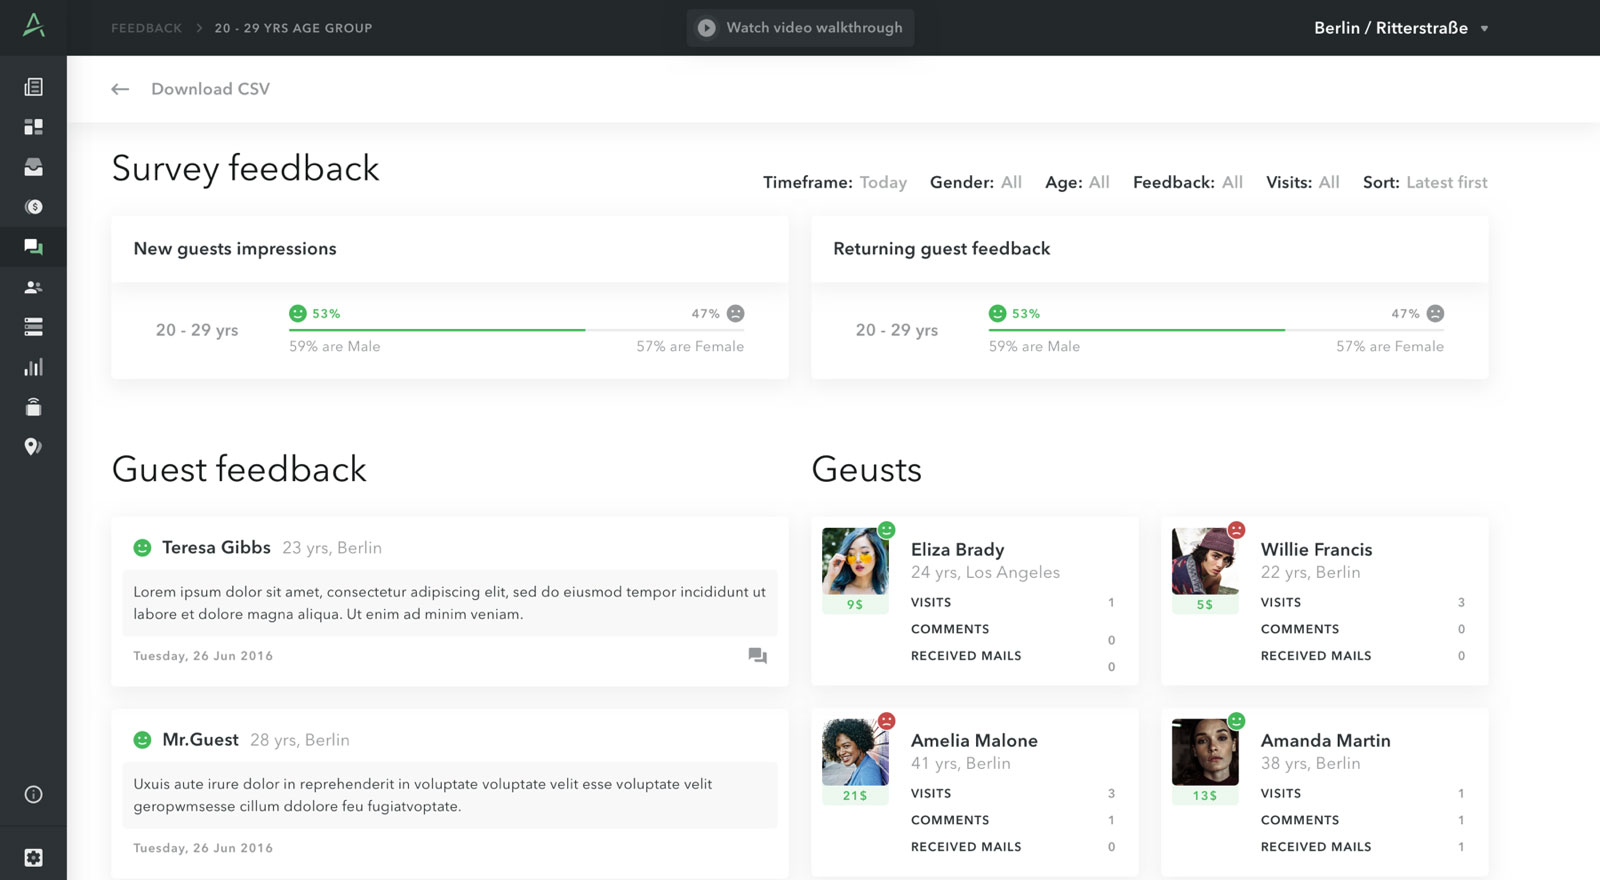 FEEDBACK > 20 - 29 YRS AGE GROUP
Watch video walkthrough
Berlin / Ritterstraße
Download CSV
Survey feedback
Timeframe: Today Gender: All Age: All Feedback: All Visits: All Sort: Latest first
New guests impressions
20 - 29 yrs
53%
47%
59% are Male
57% are Female
Returning guest feedback
20 - 29 yrs
53%
47%
59% are Male
57% are Female
Guest feedback
Teresa Gibbs 23 yrs, Berlin
Lorem ipsum dolor sit amet, consectetur adipiscing elit, sed do eiusmod tempor incididunt ut
labore et dolore magna aliqua. Ut enim ad minim veniam.
Tuesday, 26 Jun 2016
Mr.Guest 28 yrs, Berlin
Uxuis aute irure dolor in reprehenderit in voluptate voluptate velit esse voluptate velit
geropwmsesse cillum ddolore feu fugiatvoptate.
Tuesday, 26 Jun 2016
Geusts
Eliza Brady
24 yrs, Los Angeles
9$
VISITS 1
COMMENTS 0
RECEIVED MAILS 0
Willie Francis
22 yrs, Berlin
5$
VISITS 3
COMMENTS 0
RECEIVED MAILS 0
Amelia Malone
41 yrs, Berlin
21$
VISITS 3
COMMENTS 1
RECEIVED MAILS 0
Amanda Martin
38 yrs, Berlin
13$
VISITS 1
COMMENTS 1
RECEIVED MAILS 1